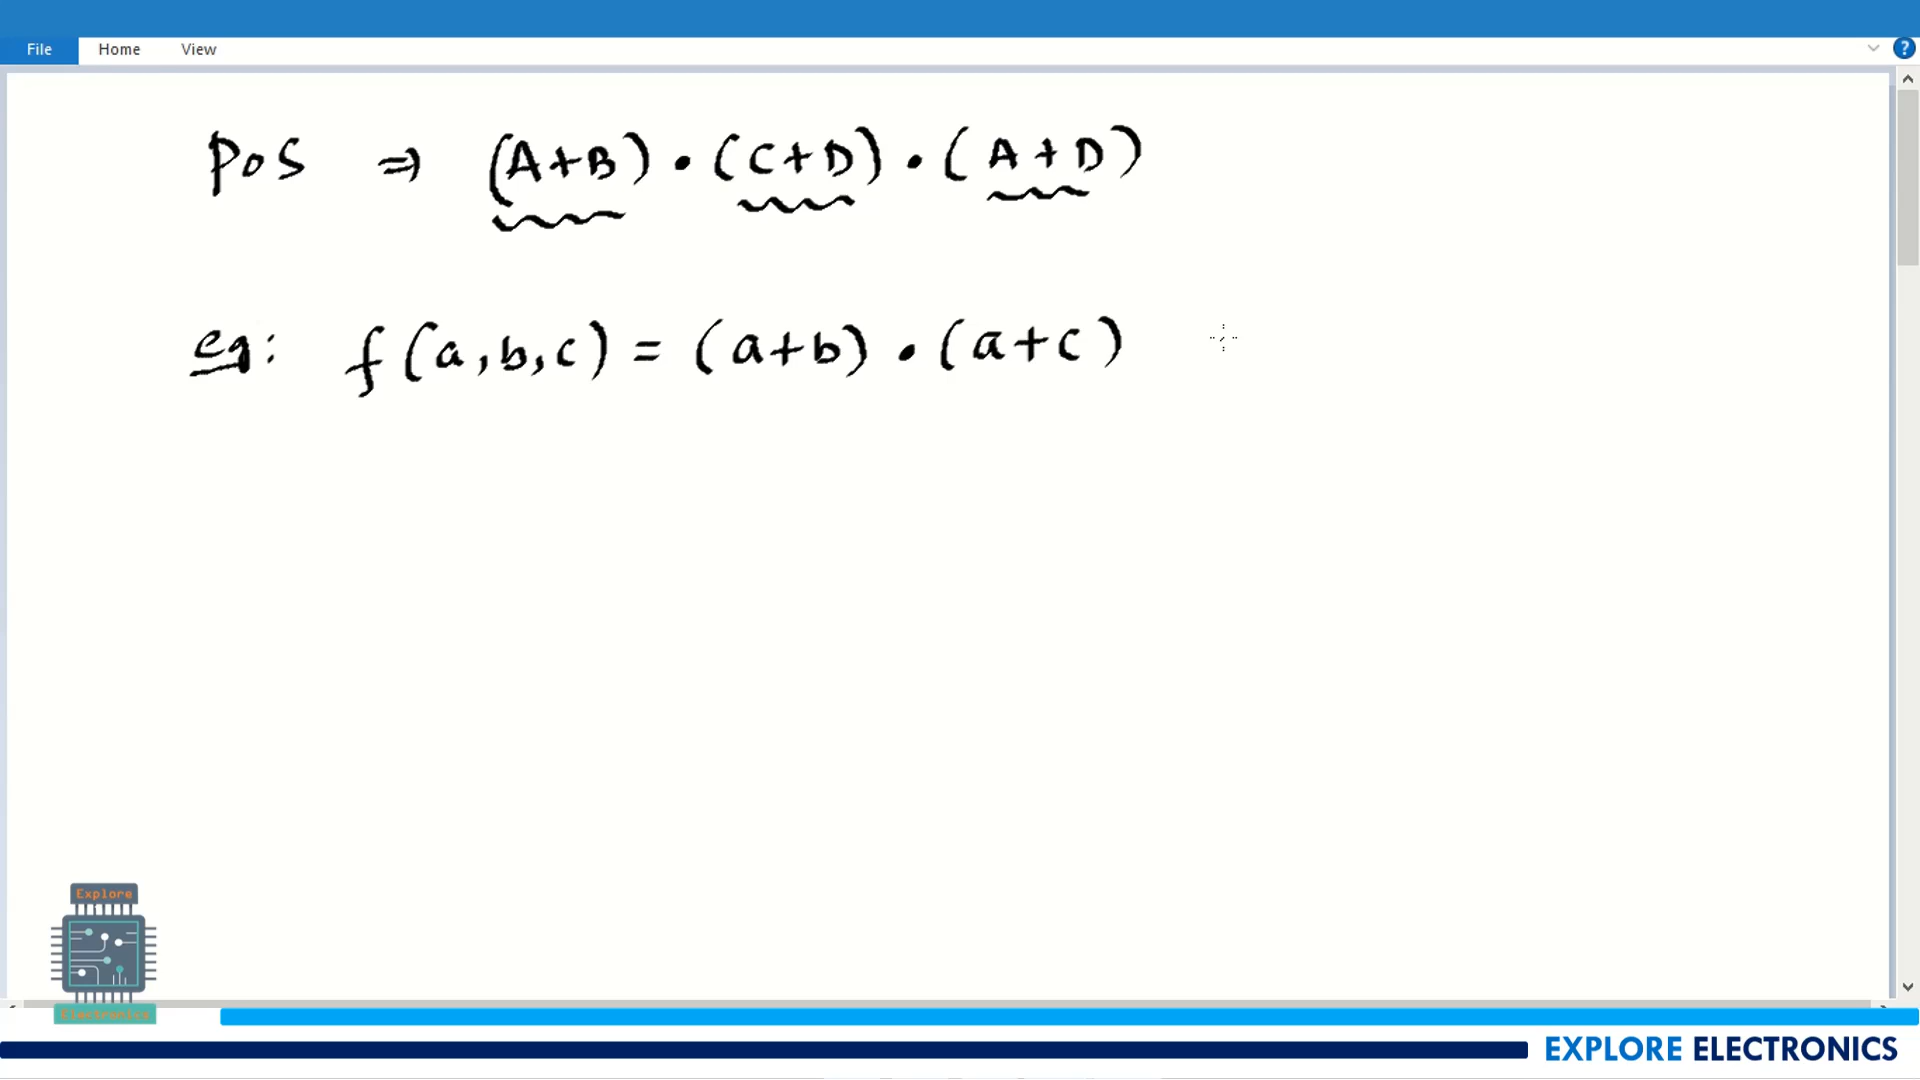 File Home View
POS ⇒ (A+B) • (C+D) • (A+D)
eg: f(a,b,c) = (a+b) • (a+c)
Explore
Electronics
EXPLORE ELECTRONICS